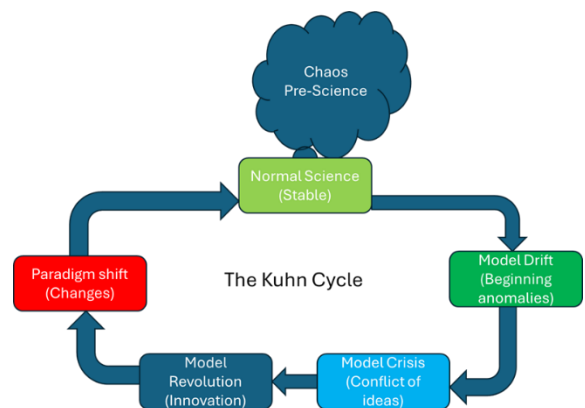 Chaos
Pre-Science
Normal Science
(Stable)
Model Drift
(Beginning
anomalies)
Paradigm shift
(Changes)
The Kuhn Cycle
Model
Revolution
(Innovation)
Model Crisis
(Conflict of
ideas)